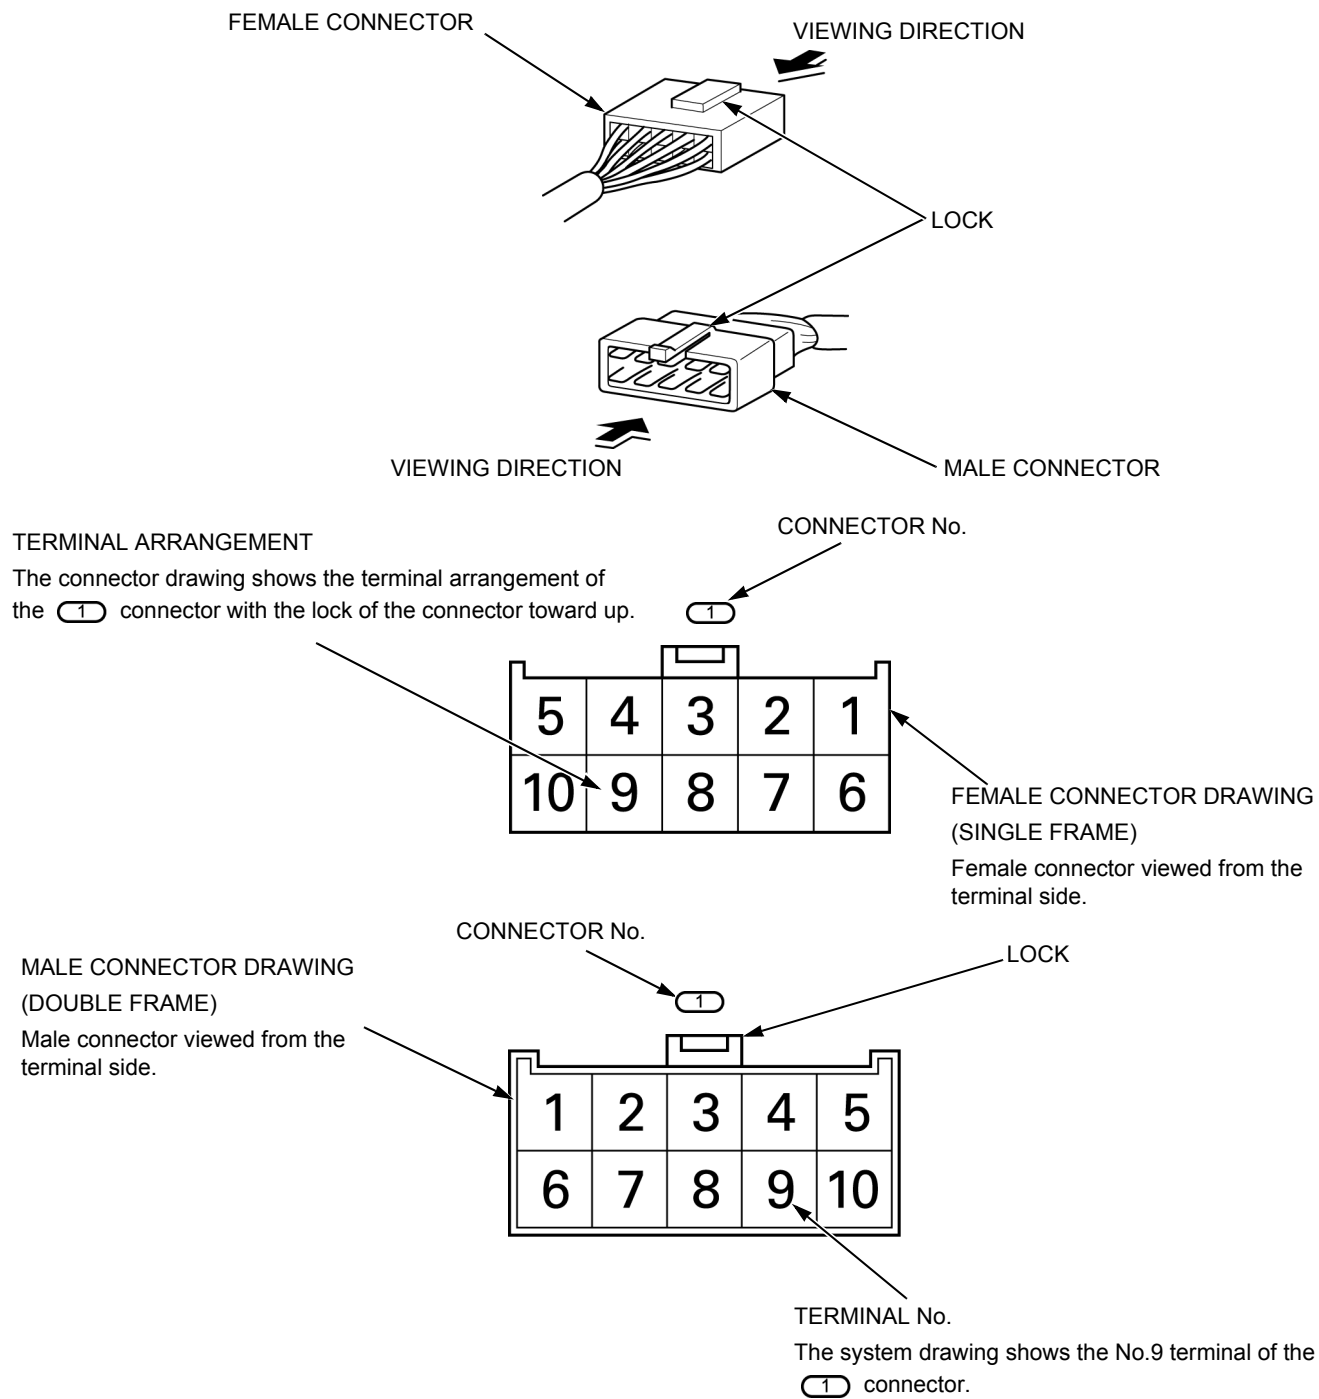 FEMALE CONNECTOR
VIEWING DIRECTION
LOCK
VIEWING DIRECTION
MALE CONNECTOR
TERMINAL ARRANGEMENT
The connector drawing shows the terminal arrangement of
the 1 connector with the lock of the connector toward up.
CONNECTOR No.
1
5 4 3 2 1
10 9 8 7 6
FEMALE CONNECTOR DRAWING
(SINGLE FRAME)
Female connector viewed from the
terminal side.
CONNECTOR No.
1
LOCK
MALE CONNECTOR DRAWING
(DOUBLE FRAME)
Male connector viewed from the
terminal side.
1 2 3 4 5
6 7 8 9 10
TERMINAL No.
The system drawing shows the No.9 terminal of the
1 connector.